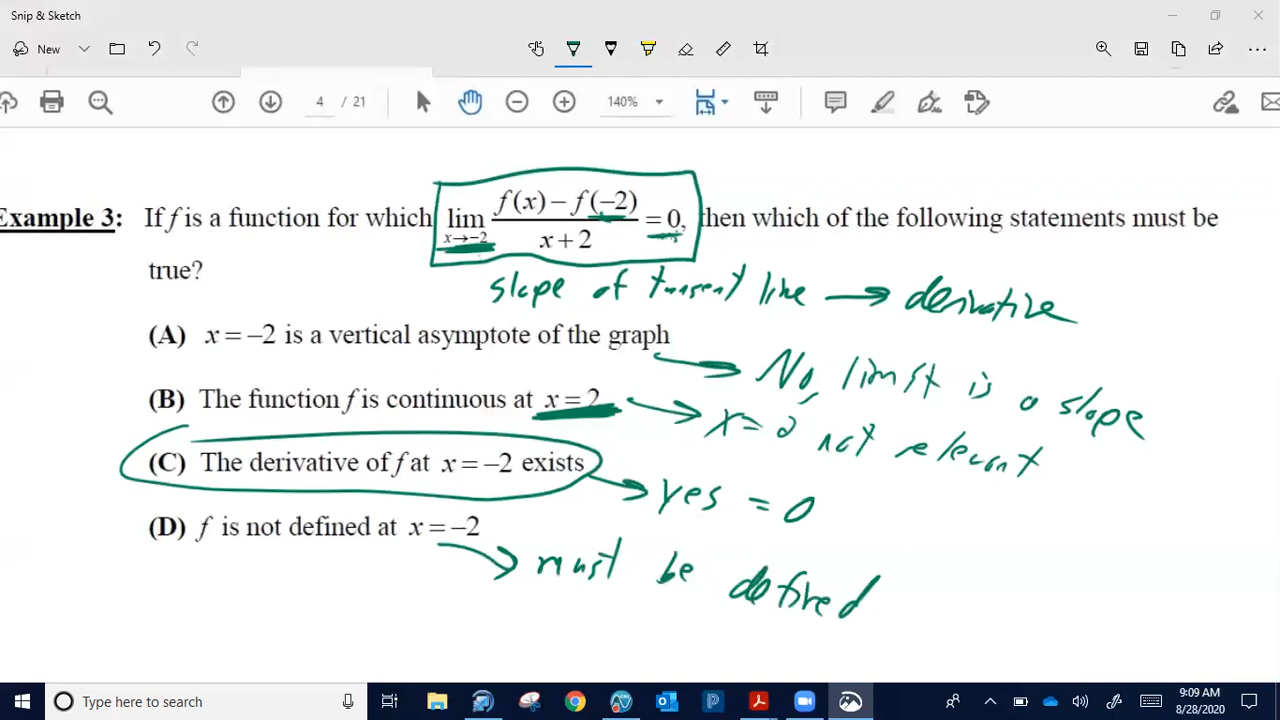 Snip & Sketch
New
4 / 21
140%
Example 3: If f is a function for which lim x→−2 f(x) − f(−2) / x + 2 = 0, then which of the following statements must be
true?
slope of tangent line → derivative
(A) x = −2 is a vertical asymptote of the graph
→ No, limit is a slope
(B) The function f is continuous at x = 2
→ x = 2 not relevant
(C) The derivative of f at x = −2 exists
→ yes = 0
(D) f is not defined at x = −2
→ must be defined
Type here to search
9:09 AM
8/28/2020